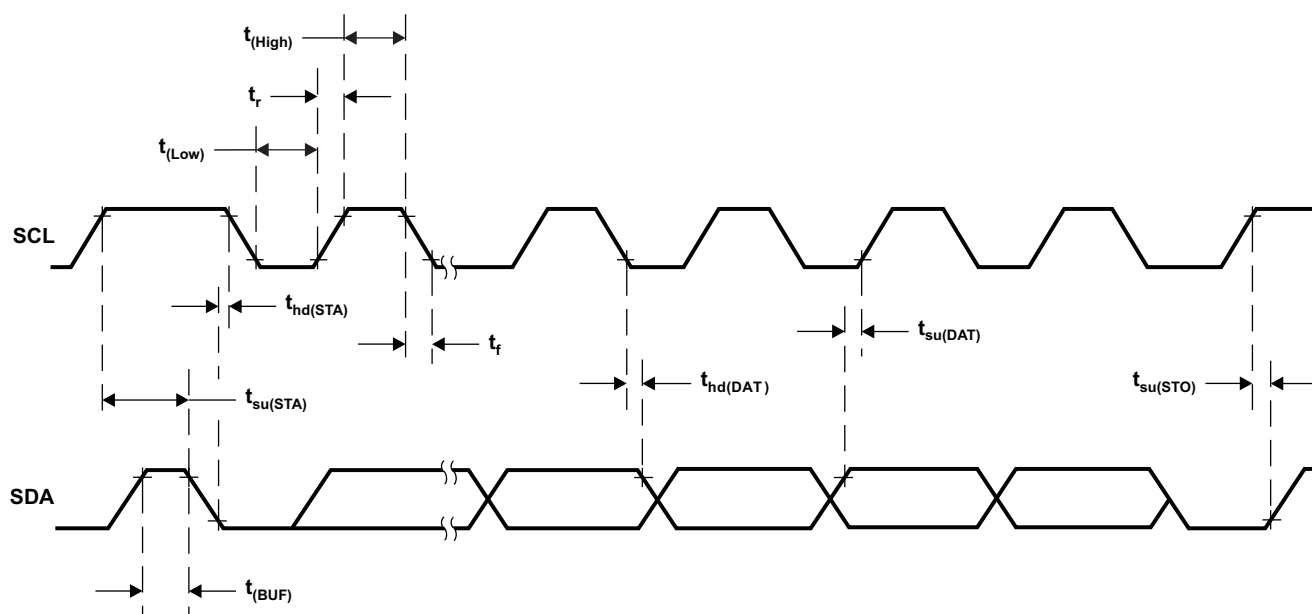 t(High)
tr
t(Low)
SCL
thd(STA)
tf
tsu(DAT)
thd(DAT)
tsu(STO)
tsu(STA)
SDA
t(BUF)